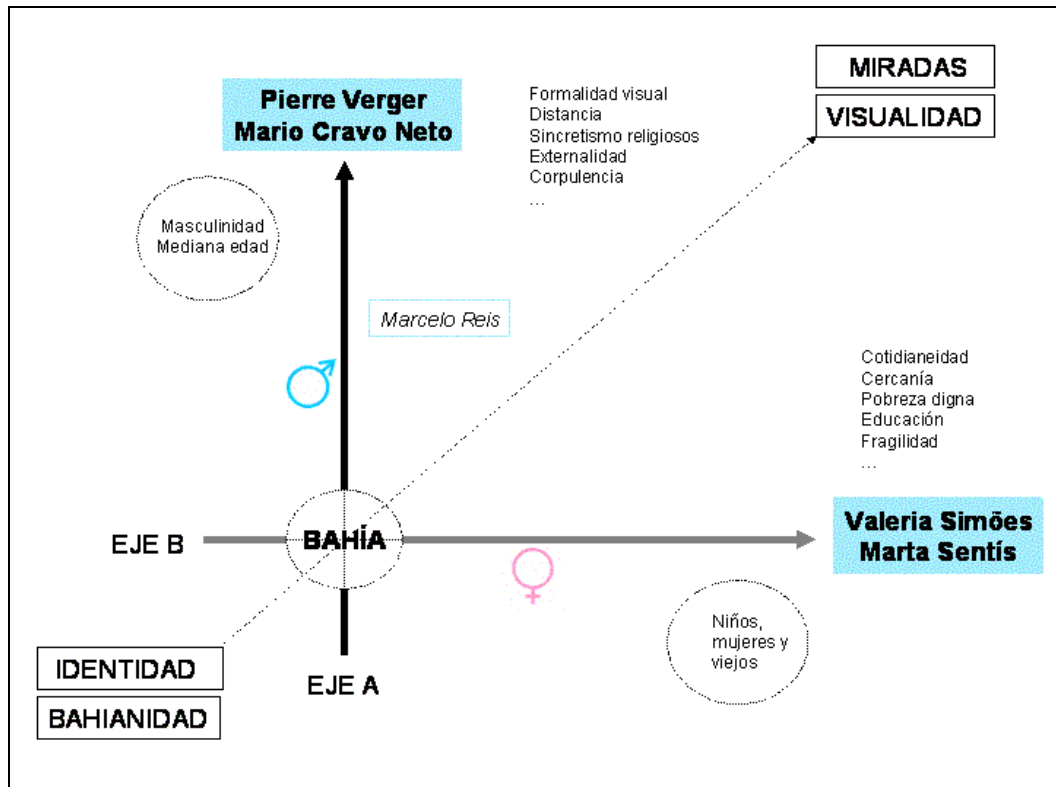 MIRADAS
VISUALIDAD
Pierre Verger
Mario Cravo Neto
Formalidad visual
Distancia
Sincretismo religiosos
Externalidad
Corpulencia
...
Masculinidad
Mediana edad
Marcelo Reis
Cotidianeidad
Cercanía
Pobreza digna
Educación
Fragilidad
...
EJE B
BAHÍA
Valeria Simões
Marta Sentís
Niños,
mujeres y
viejos
IDENTIDAD
BAHIANIDAD
EJE A